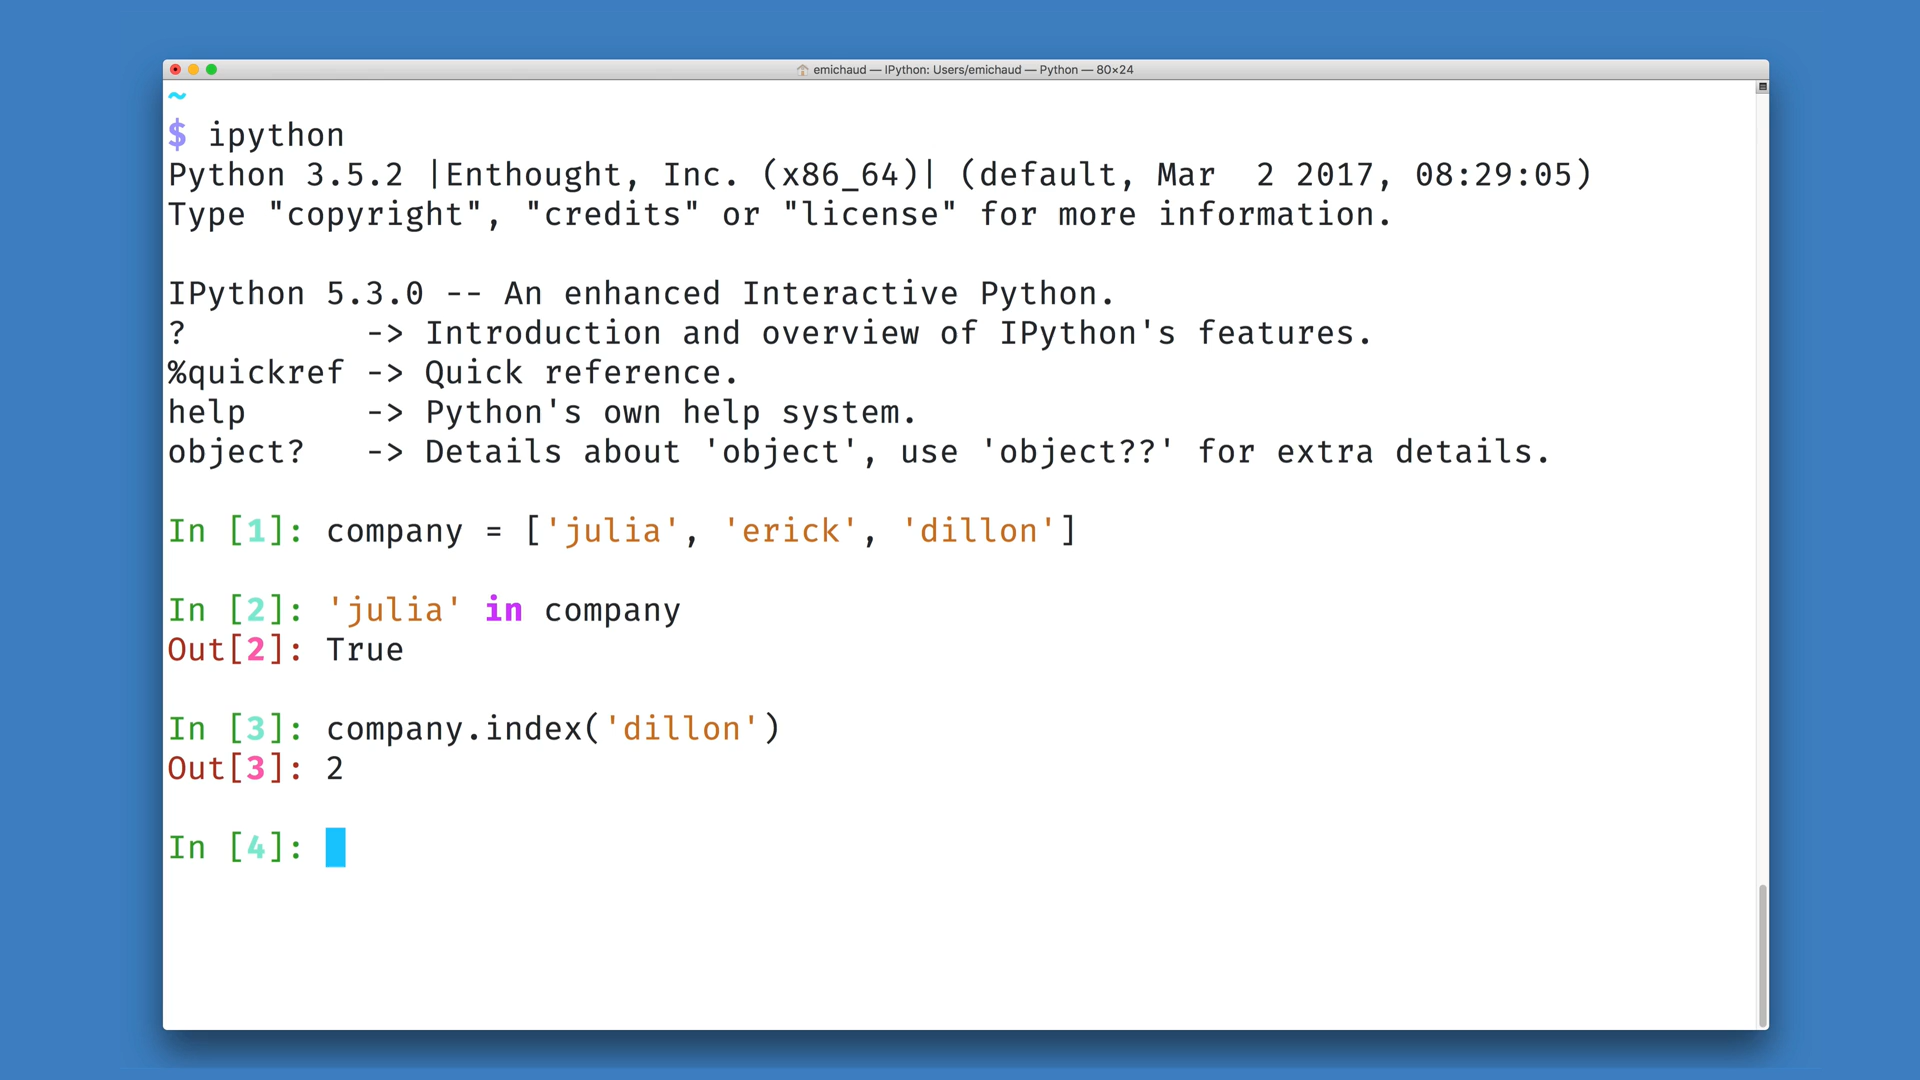 emichaud — IPython: Users/emichaud — Python — 80×24
~
$ ipython
Python 3.5.2 |Enthought, Inc. (x86_64)| (default, Mar  2 2017, 08:29:05)
Type "copyright", "credits" or "license" for more information.
IPython 5.3.0 -- An enhanced Interactive Python.
?         -> Introduction and overview of IPython's features.
%quickref -> Quick reference.
help      -> Python's own help system.
object?   -> Details about 'object', use 'object??' for extra details.
In [1]: company = ['julia', 'erick', 'dillon']
In [2]: 'julia' in company
Out[2]: True
In [3]: company.index('dillon')
Out[3]: 2
In [4]: